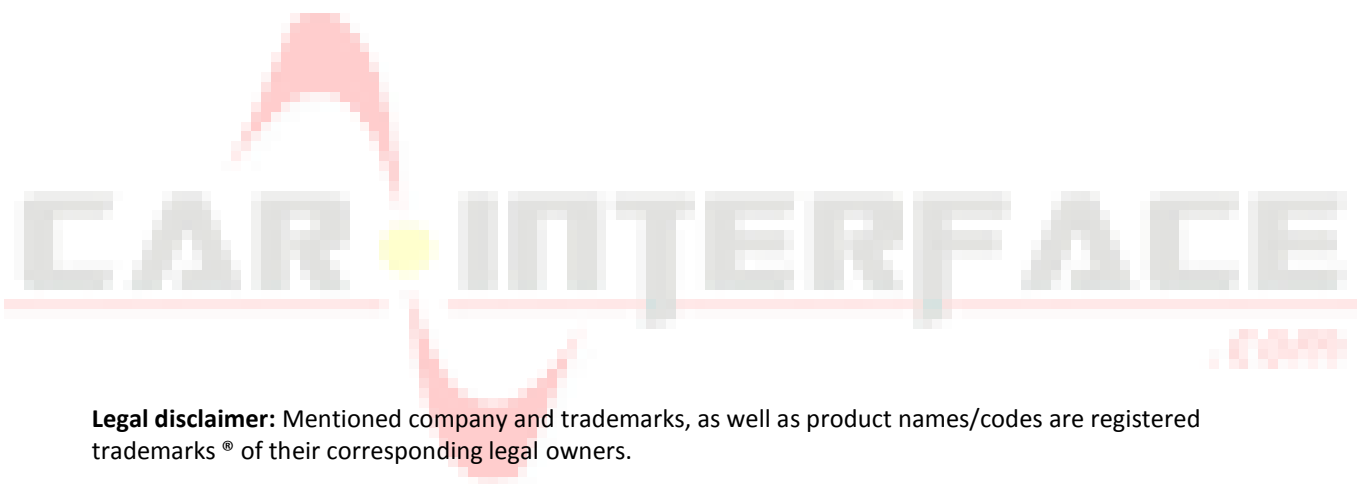 CAR INTERFACE
.com
Legal disclaimer: Mentioned company and trademarks, as well as product names/codes are registered
trademarks ® of their corresponding legal owners.